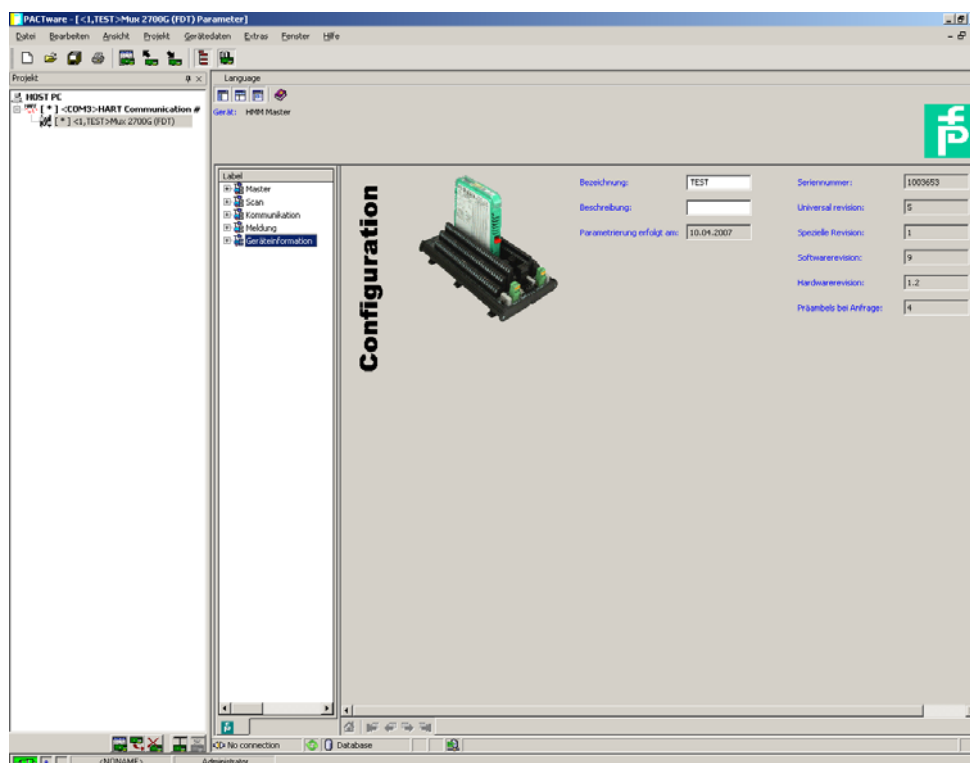 PACTware - [ <1,TEST>Mux 2700G (FDT) Parameter]
Datei Bearbeiten Ansicht Projekt Gerätedaten Extras Fenster Hilfe
Projekt
HOST PC
[ * ] <COM3>HART Communication #
[ * ] <1,TEST>Mux 2700G (FDT)
Language
Gerät: HMM Master
Label
Master
Scan
Kommunikation
Meldung
Geräteinformation
Configuration
Bezeichnung: TEST
Beschreibung:
Parametrierung erfolgt am: 10.04.2007
Seriennummer: 1003653
Universal revision: 5
Spezielle Revision: 1
Softwarerevision: 9
Hardwarerevision: 1.2
Präambels bei Anfrage: 4
No connection Database
<NONAME> Administrator